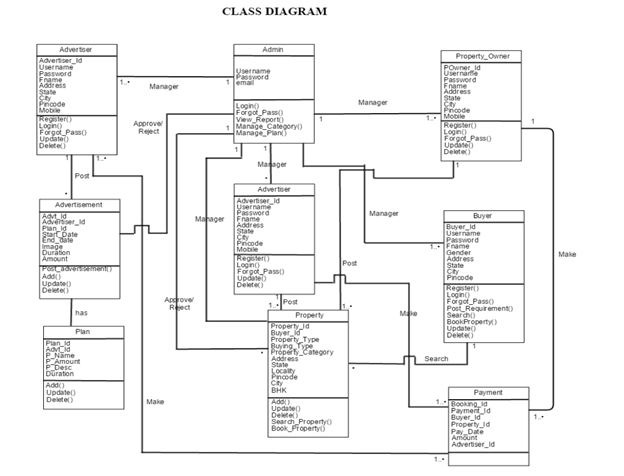 CLASS DIAGRAM
Advertiser
Advertiser_Id
Username
Password
Fname
Address
State
City
Pincode
Mobile
Register()
Login()
Forgot_Pass()
Update()
Delete()
Admin
Username
Password
email
Login()
Forgot_Pass()
View_Report()
Manage_Category()
Manage_Plan()
Property_Owner
POwner_Id
Username
Password
Fname
Address
State
City
Pincode
Mobile
Register()
Login()
Forgot_Pass()
Update()
Delete()
1..*
Manager
1
Approve/
Reject
1
1
Manager
1..*
1
1
1
1
Manager
1
1..*
Post
*
1
Advertisement
Advt_Id
Advertiser_Id
Plan_Id
Start_Date
End_date
Image
Duration
Amount
Post_advertisement()
Add()
Update()
Delete()
Manager
Advertiser
Advertiser_Id
Username
Password
Fname
Address
State
City
Pincode
Mobile
Register()
Login()
Forgot_Pass()
Update()
Delete()
Manager
1..*
Buyer
Buyer_Id
Username
Password
Fname
Gender
Address
State
City
Pincode
Register()
Login()
Forgot_Pass()
Post_Requirement()
Search()
BookProperty()
Update()
Delete()
Make
Post
has
Approve/
Reject
1
1..*
Post
1..*
Make
Plan
Plan_Id
Advt_Id
P_Name
P_Amount
P_Desc
Duration
Add()
Update()
Delete()
Property
Property_Id
Buyer_Id
Property_Type
Buying_Type
Property_Category
Address
State
Locality
Pincode
City
BHK
Add()
Update()
Delete()
Search_Property()
Book_Property()
*
*
Search
1
Make
1..*
Payment
Booking_Id
Payment_Id
Buyer_Id
Property_Id
Pay_Date
Amount
Advertiser_Id
1..*
1..*